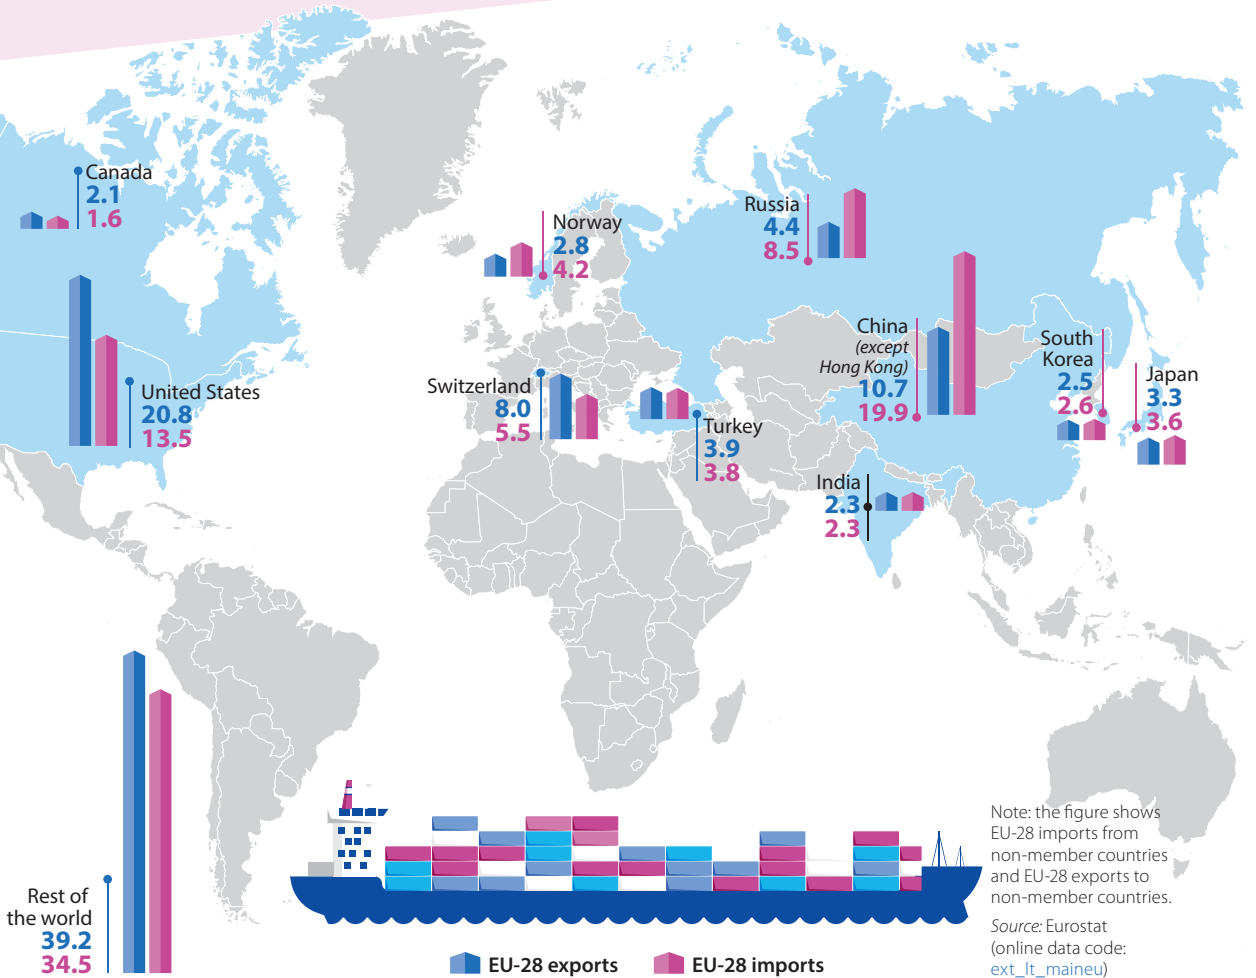 Canada
2.1
1.6
Norway
2.8
4.2
Russia
4.4
8.5
China
(except
Hong Kong)
10.7
19.9
South
Korea
2.5
2.6
Japan
3.3
3.6
United States
20.8
13.5
Switzerland
8.0
5.5
Turkey
3.9
3.8
India
2.3
2.3
Rest of
the world
39.2
34.5
Note: the figure shows
EU-28 imports from
non-member countries
and EU-28 exports to
non-member countries.
Source: Eurostat
(online data code:
ext_lt_maineu)
EU-28 exports
EU-28 imports